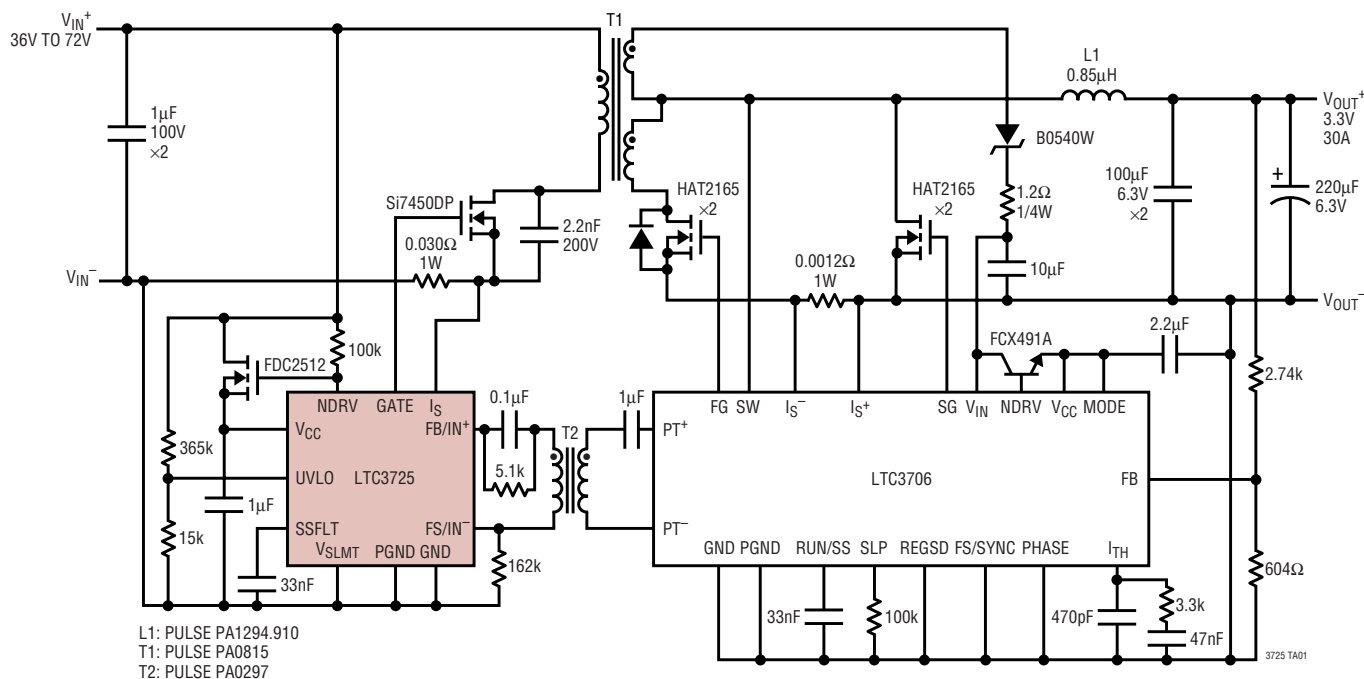 VIN+
36V TO 72V
T1
L1
0.85µH
VOUT+
3.3V
30A
1µF
100V
×2
B0540W
Si7450DP
HAT2165
×2
HAT2165
×2
1.2Ω
1/4W
100µF
6.3V
×2
+
220µF
6.3V
2.2nF
200V
0.030Ω
1W
VIN–
0.0012Ω
1W
10µF
VOUT–
100k
FDC2512
FCX491A
2.2µF
2.74k
NDRV
GATE
IS
FB/IN+
VCC
UVLO
LTC3725
SSFLT
FS/IN–
VSLMT
PGND
GND
365k
15k
1µF
33nF
0.1µF
5.1k
162k
T2
1µF
FG
SW
IS–
IS+
SG
VIN
NDRV
VCC
MODE
PT+
LTC3706
FB
PT–
GND
PGND
RUN/SS
SLP
REGSD
FS/SYNC
PHASE
ITH
604Ω
33nF
100k
470pF
3.3k
47nF
L1: PULSE PA1294.910
T1: PULSE PA0815
T2: PULSE PA0297
3725 TA01